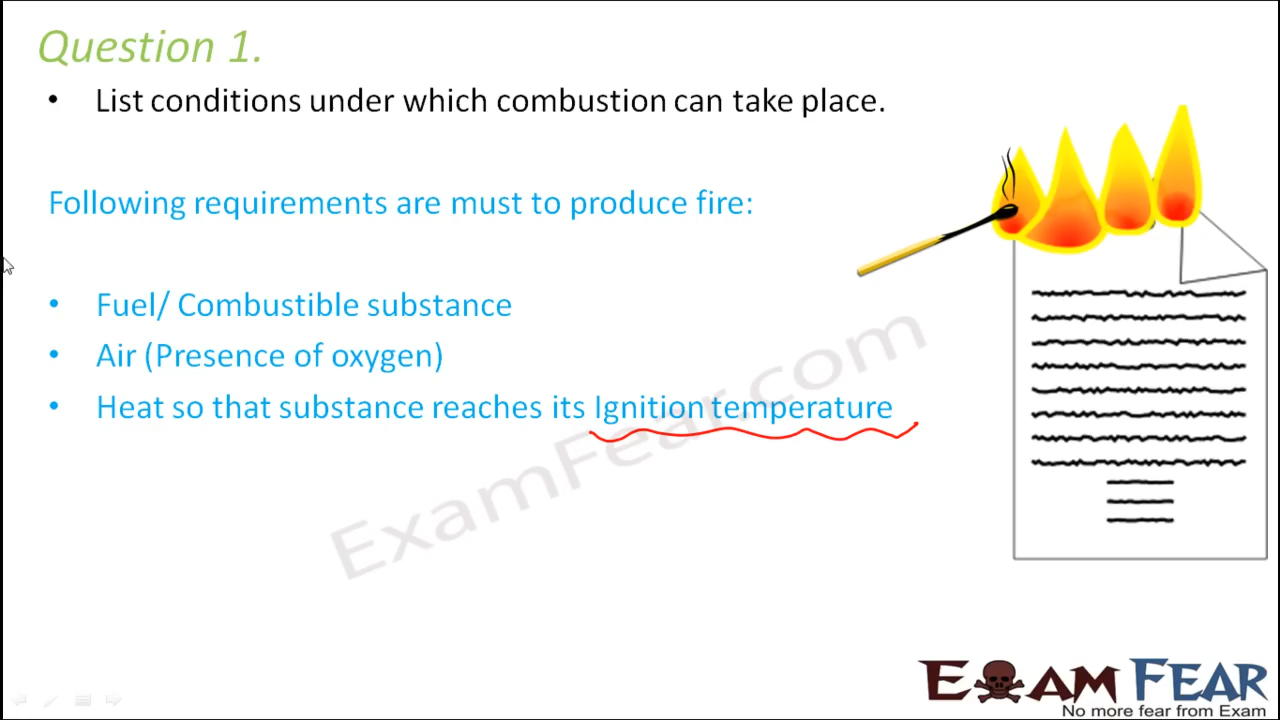 Question 1.
• List conditions under which combustion can take place.
Following requirements are must to produce fire:
• Fuel/ Combustible substance
• Air (Presence of oxygen)
• Heat so that substance reaches its Ignition temperature
ExamFear.com
EXAM FEAR
No more fear from Exam